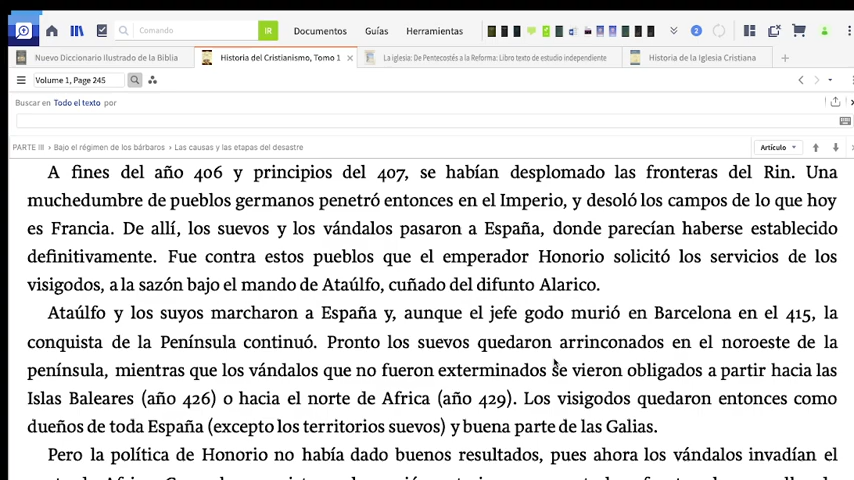 Comando
IR
Documentos
Guías
Herramientas
2
Nuevo Diccionario Ilustrado de la Biblia
Historia del Cristianismo, Tomo 1
La iglesia: De Pentecostés a la Reforma: Libro texto de estudio independiente
Historia de la Iglesia Cristiana
Volume 1, Page 245
Buscar en Todo el texto por
PARTE III › Bajo el régimen de los bárbaros › Las causas y las etapas del desastre
Artículo
A fines del año 406 y principios del 407, se habían desplomado las fronteras del Rin. Una
muchedumbre de pueblos germanos penetró entonces en el Imperio, y desoló los campos de lo que hoy
es Francia. De allí, los suevos y los vándalos pasaron a España, donde parecían haberse establecido
definitivamente. Fue contra estos pueblos que el emperador Honorio solicitó los servicios de los
visigodos, a la sazón bajo el mando de Ataúlfo, cuñado del difunto Alarico.
Ataúlfo y los suyos marcharon a España y, aunque el jefe godo murió en Barcelona en el 415, la
conquista de la Península continuó. Pronto los suevos quedaron arrinconados en el noroeste de la
península, mientras que los vándalos que no fueron exterminados se vieron obligados a partir hacia las
Islas Baleares (año 426) o hacia el norte de Africa (año 429). Los visigodos quedaron entonces como
dueños de toda España (excepto los territorios suevos) y buena parte de las Galias.
Pero la política de Honorio no había dado buenos resultados, pues ahora los vándalos invadían el